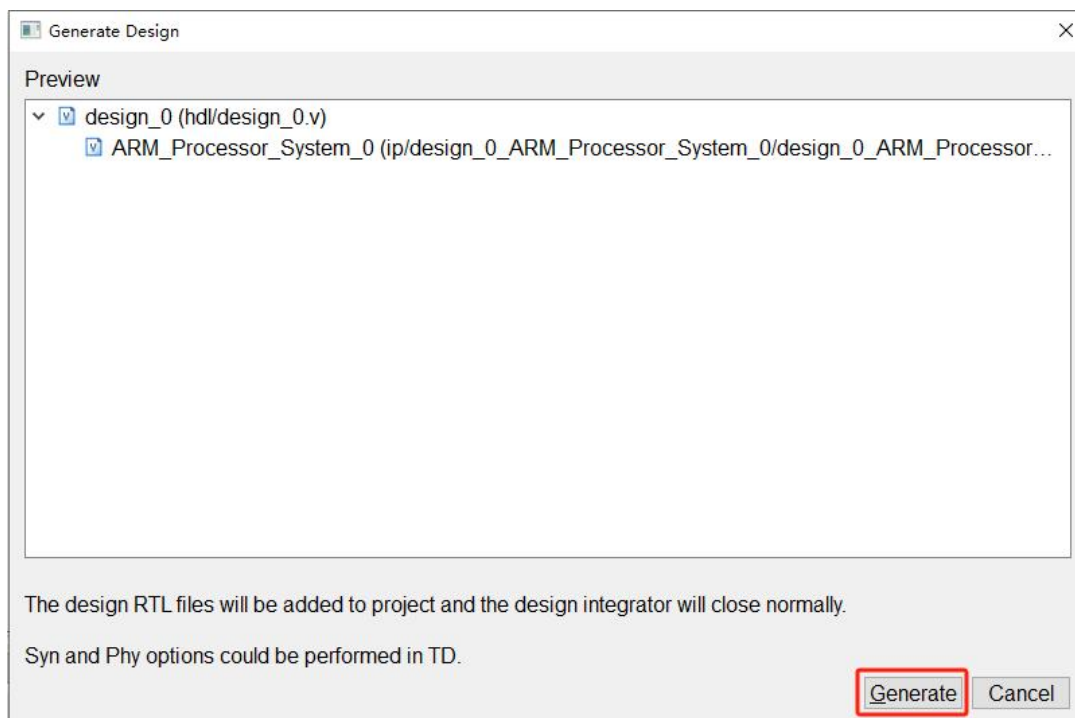 Generate Design
Preview
design_0 (hdl/design_0.v)
ARM_Processor_System_0 (ip/design_0_ARM_Processor_System_0/design_0_ARM_Processor...
The design RTL files will be added to project and the design integrator will close normally.
Syn and Phy options could be performed in TD.
Generate Cancel